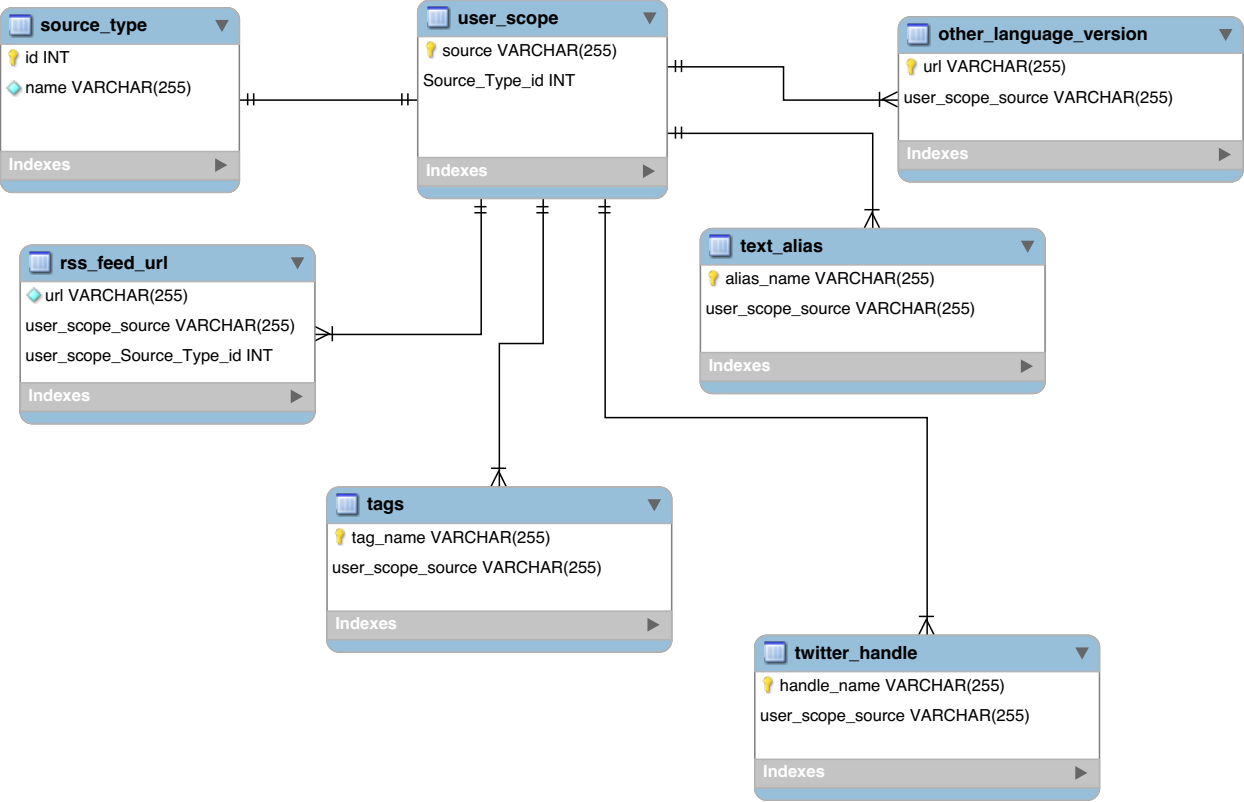 source_type
id INT
name VARCHAR(255)
Indexes
user_scope
source VARCHAR(255)
Source_Type_id INT
Indexes
other_language_version
url VARCHAR(255)
user_scope_source VARCHAR(255)
Indexes
rss_feed_url
url VARCHAR(255)
user_scope_source VARCHAR(255)
user_scope_Source_Type_id INT
Indexes
text_alias
alias_name VARCHAR(255)
user_scope_source VARCHAR(255)
Indexes
tags
tag_name VARCHAR(255)
user_scope_source VARCHAR(255)
Indexes
twitter_handle
handle_name VARCHAR(255)
user_scope_source VARCHAR(255)
Indexes